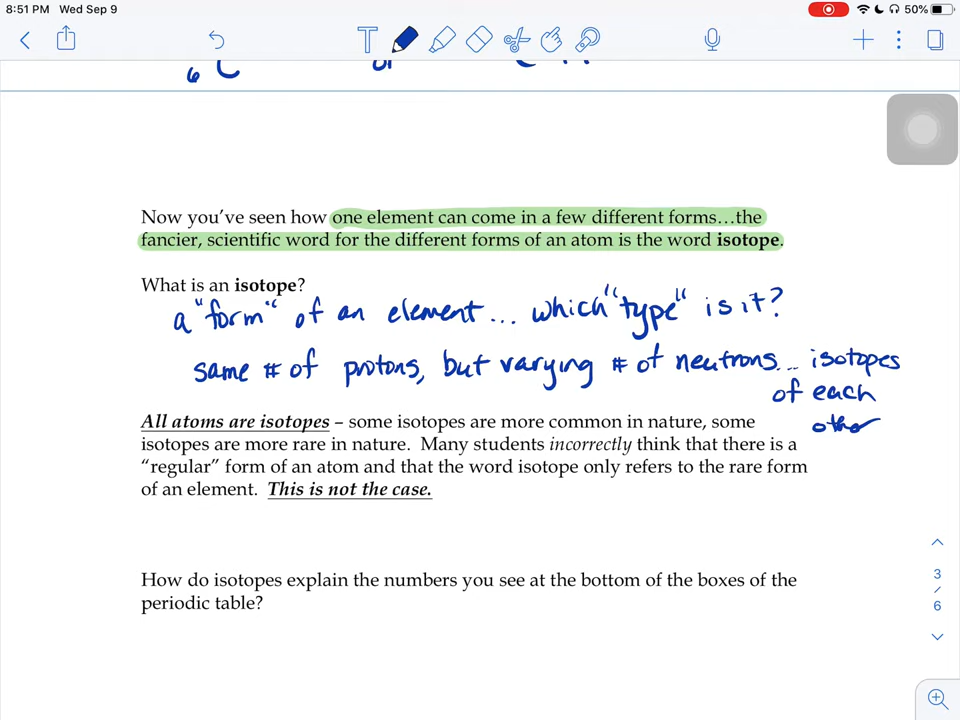 8:51 PM Wed Sep 9 50%
T
6 C or C
Now you've seen how one element can come in a few different forms…the
fancier, scientific word for the different forms of an atom is the word isotope.
What is an isotope?
a "form" of an element... which "type" is it?
same # of protons, but varying # of neutrons... isotopes
of each
other
All atoms are isotopes – some isotopes are more common in nature, some
isotopes are more rare in nature. Many students incorrectly think that there is a
"regular" form of an atom and that the word isotope only refers to the rare form
of an element. This is not the case.
How do isotopes explain the numbers you see at the bottom of the boxes of the
periodic table?
3
/
6